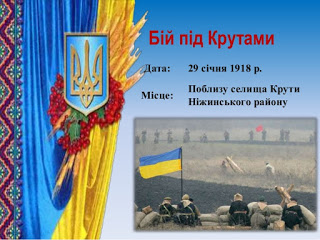 Бій під Крутами
Дата: 29 січня 1918 р.
Місце: Поблизу селища Крути
Ніжинського району